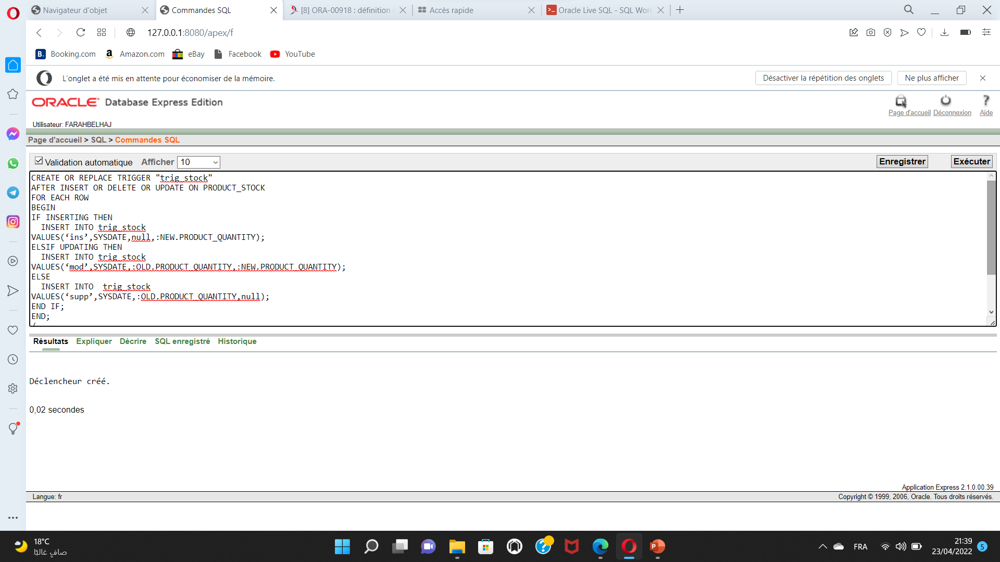 Navigateur d'objet
Commandes SQL
[8] ORA-00918 : définition
Accès rapide
Oracle Live SQL - SQL Wor
127.0.0.1:8080/apex/f
B. Booking.com
a Amazon.com
eBay
Facebook
YouTube
L'onglet a été mis en attente pour économiser de la mémoire.
Désactiver la répétition des onglets
Ne plus afficher
ORACLE Database Express Edition
Page d'accueil Déconnexion Aide
Utilisateur: FARAHBELHAJ
Page d'accueil > SQL > Commandes SQL
Validation automatique Afficher 10
Enregistrer
Exécuter
CREATE OR REPLACE TRIGGER "trig_stock"
AFTER INSERT OR DELETE OR UPDATE ON PRODUCT_STOCK
FOR EACH ROW
BEGIN
IF INSERTING THEN
INSERT INTO trig_stock
VALUES(‘ins’,SYSDATE,null,:NEW.PRODUCT_QUANTITY);
ELSIF UPDATING THEN
INSERT INTO trig_stock
VALUES(‘mod’,SYSDATE,:OLD.PRODUCT_QUANTITY,:NEW.PRODUCT_QUANTITY);
ELSE
INSERT INTO  trig_stock
VALUES(‘supp’,SYSDATE,:OLD.PRODUCT_QUANTITY,null);
END IF;
END;
/
Résultats Expliquer Décrire SQL enregistré Historique
Déclencheur créé.
0,02 secondes
Application Express 2.1.0.00.39
Langue: fr
Copyright © 1999, 2006, Oracle. Tous droits réservés.
18°C
صافٍ غالبًا
FRA
21:39
23/04/2022
5